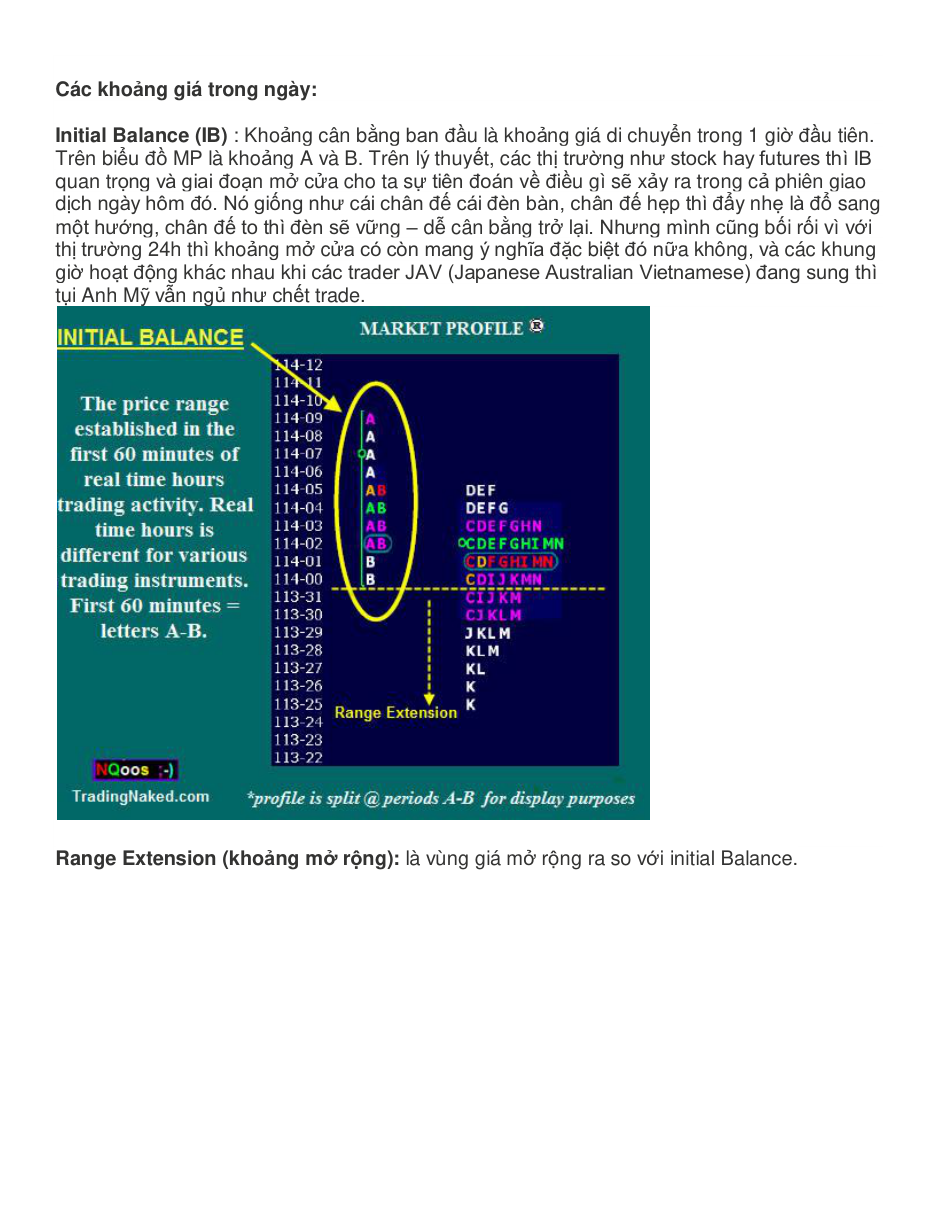 Các khoảng giá trong ngày:
Initial Balance (IB) : Khoảng cân bằng ban đầu là khoảng giá di chuyển trong 1 giờ đầu tiên.
Trên biểu đồ MP là khoảng A và B. Trên lý thuyết, các thị trường như stock hay futures thì IB
quan trọng và giai đoạn mở cửa cho ta sự tiên đoán về điều gì sẽ xảy ra trong cả phiên giao
dịch ngày hôm đó. Nó giống như cái chân đế cái đèn bàn, chân đế hẹp thì đẩy nhẹ là đổ sang
một hướng, chân đế to thì đèn sẽ vững – dễ cân bằng trở lại. Nhưng mình cũng bối rối vì với
thị trường 24h thì khoảng mở cửa có còn mang ý nghĩa đặc biệt đó nữa không, và các khung
giờ hoạt động khác nhau khi các trader JAV (Japanese Australian Vietnamese) đang sung thì
tụi Anh Mỹ vẫn ngủ như chết trade.
INITIAL BALANCE
MARKET PROFILE ®
The price range
established in the
first 60 minutes of
real time hours
trading activity. Real
time hours is
different for various
trading instruments.
First 60 minutes =
letters A-B.
114-12
114-11
114-10
114-09 A
114-08 A
114-07 A
114-06 A
114-05 AB DEF
114-04 AB DEFG
114-03 AB CDEFGHN
114-02 AB CDEFGHIMN
114-01 B CDFGHIMN
114-00 B CDIJKMN
113-31 CIJKM
113-30 CJKLM
113-29 JKLM
113-28 KLM
113-27 KL
113-26 K
113-25 K
Range Extension
113-24
113-23
113-22
NQoos ;-)
TradingNaked.com
*profile is split @ periods A-B for display purposes
Range Extension (khoảng mở rộng): là vùng giá mở rộng ra so với initial Balance.